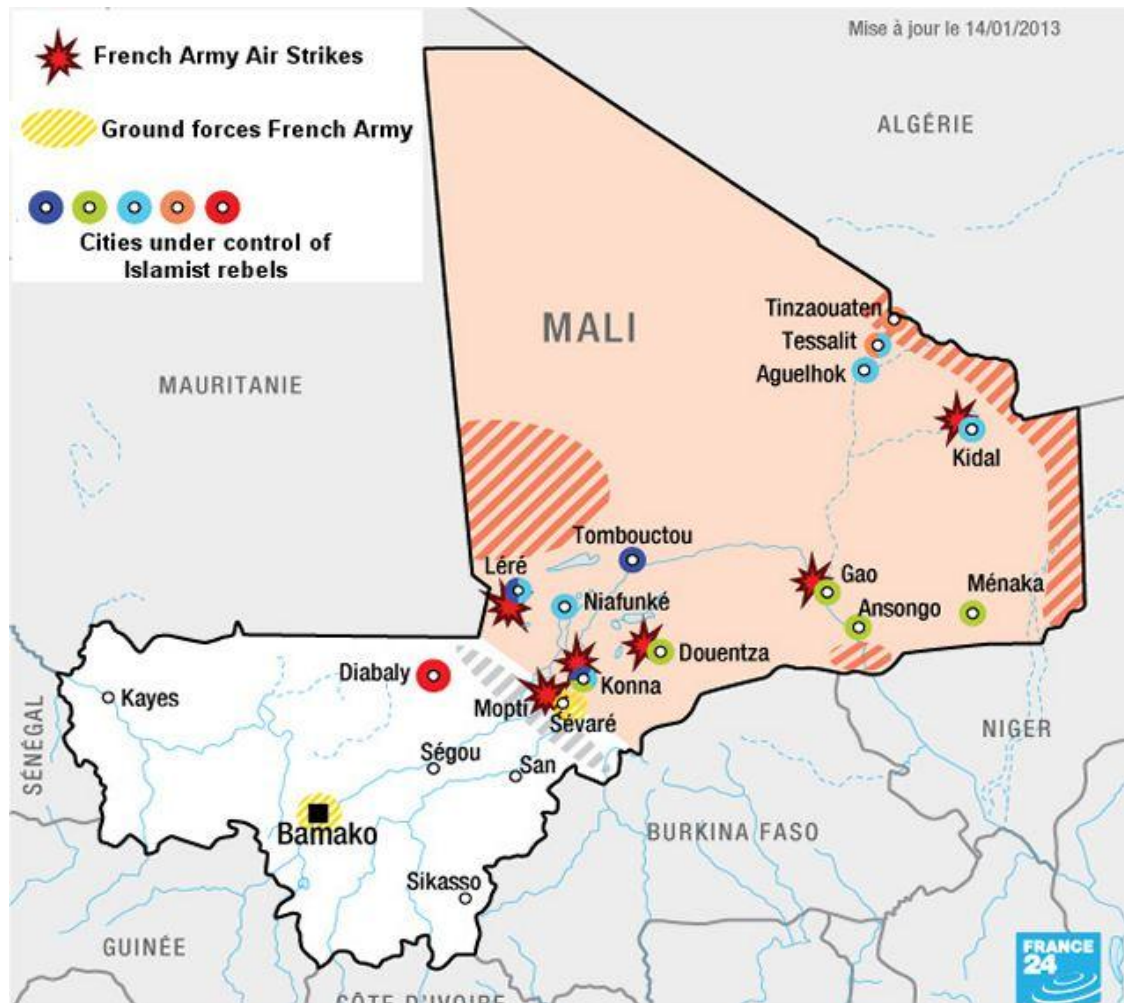 Mise à jour le 14/01/2013
French Army Air Strikes
Ground forces French Army
Cities under control of
Islamist rebels
ALGÉRIE
MALI
Tinzaouaten
Tessalit
Aguelhok
MAURITANIE
Kidal
Tombouctou
Léré
Gao
Ménaka
Niafunké
Ansongo
Douentza
Diabaly
Konna
Kayes
Mopti
Sévaré
NIGER
SÉNÉGAL
Ségou
San
Bamako
BURKINA FASO
Sikasso
GUINÉE
CÔTE D'IVOIRE
FRANCE
24